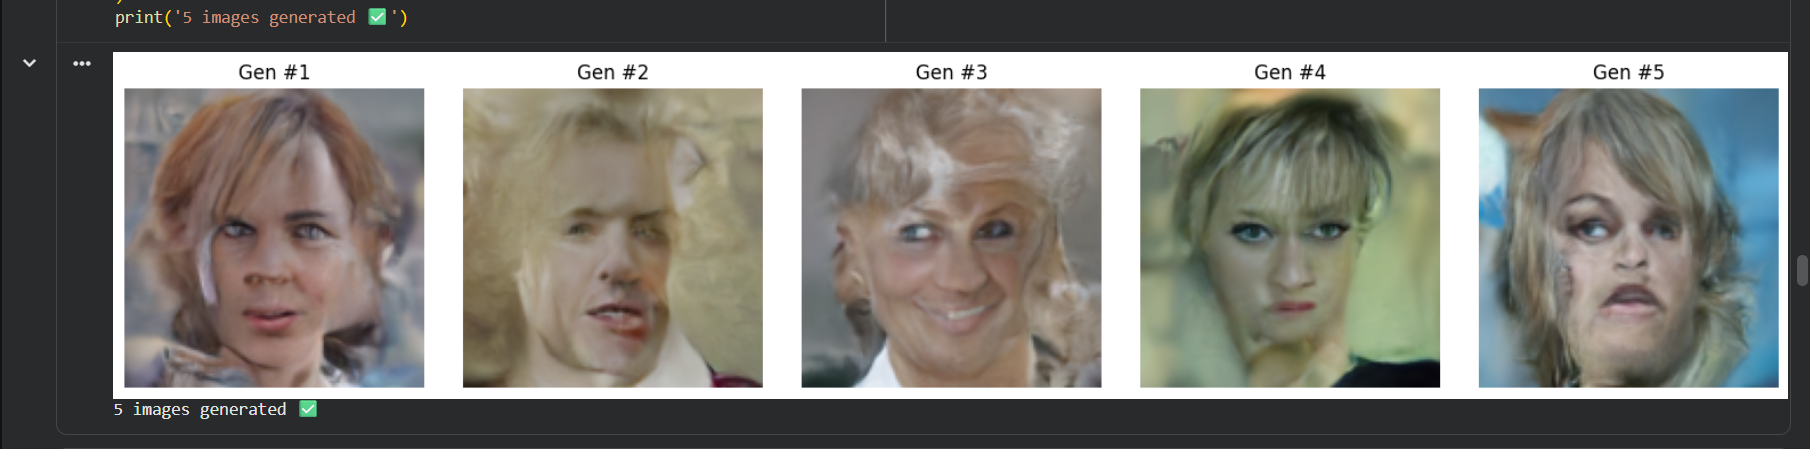 print('5 images generated ✅')
Gen #1 Gen #2 Gen #3 Gen #4 Gen #5
5 images generated ✅